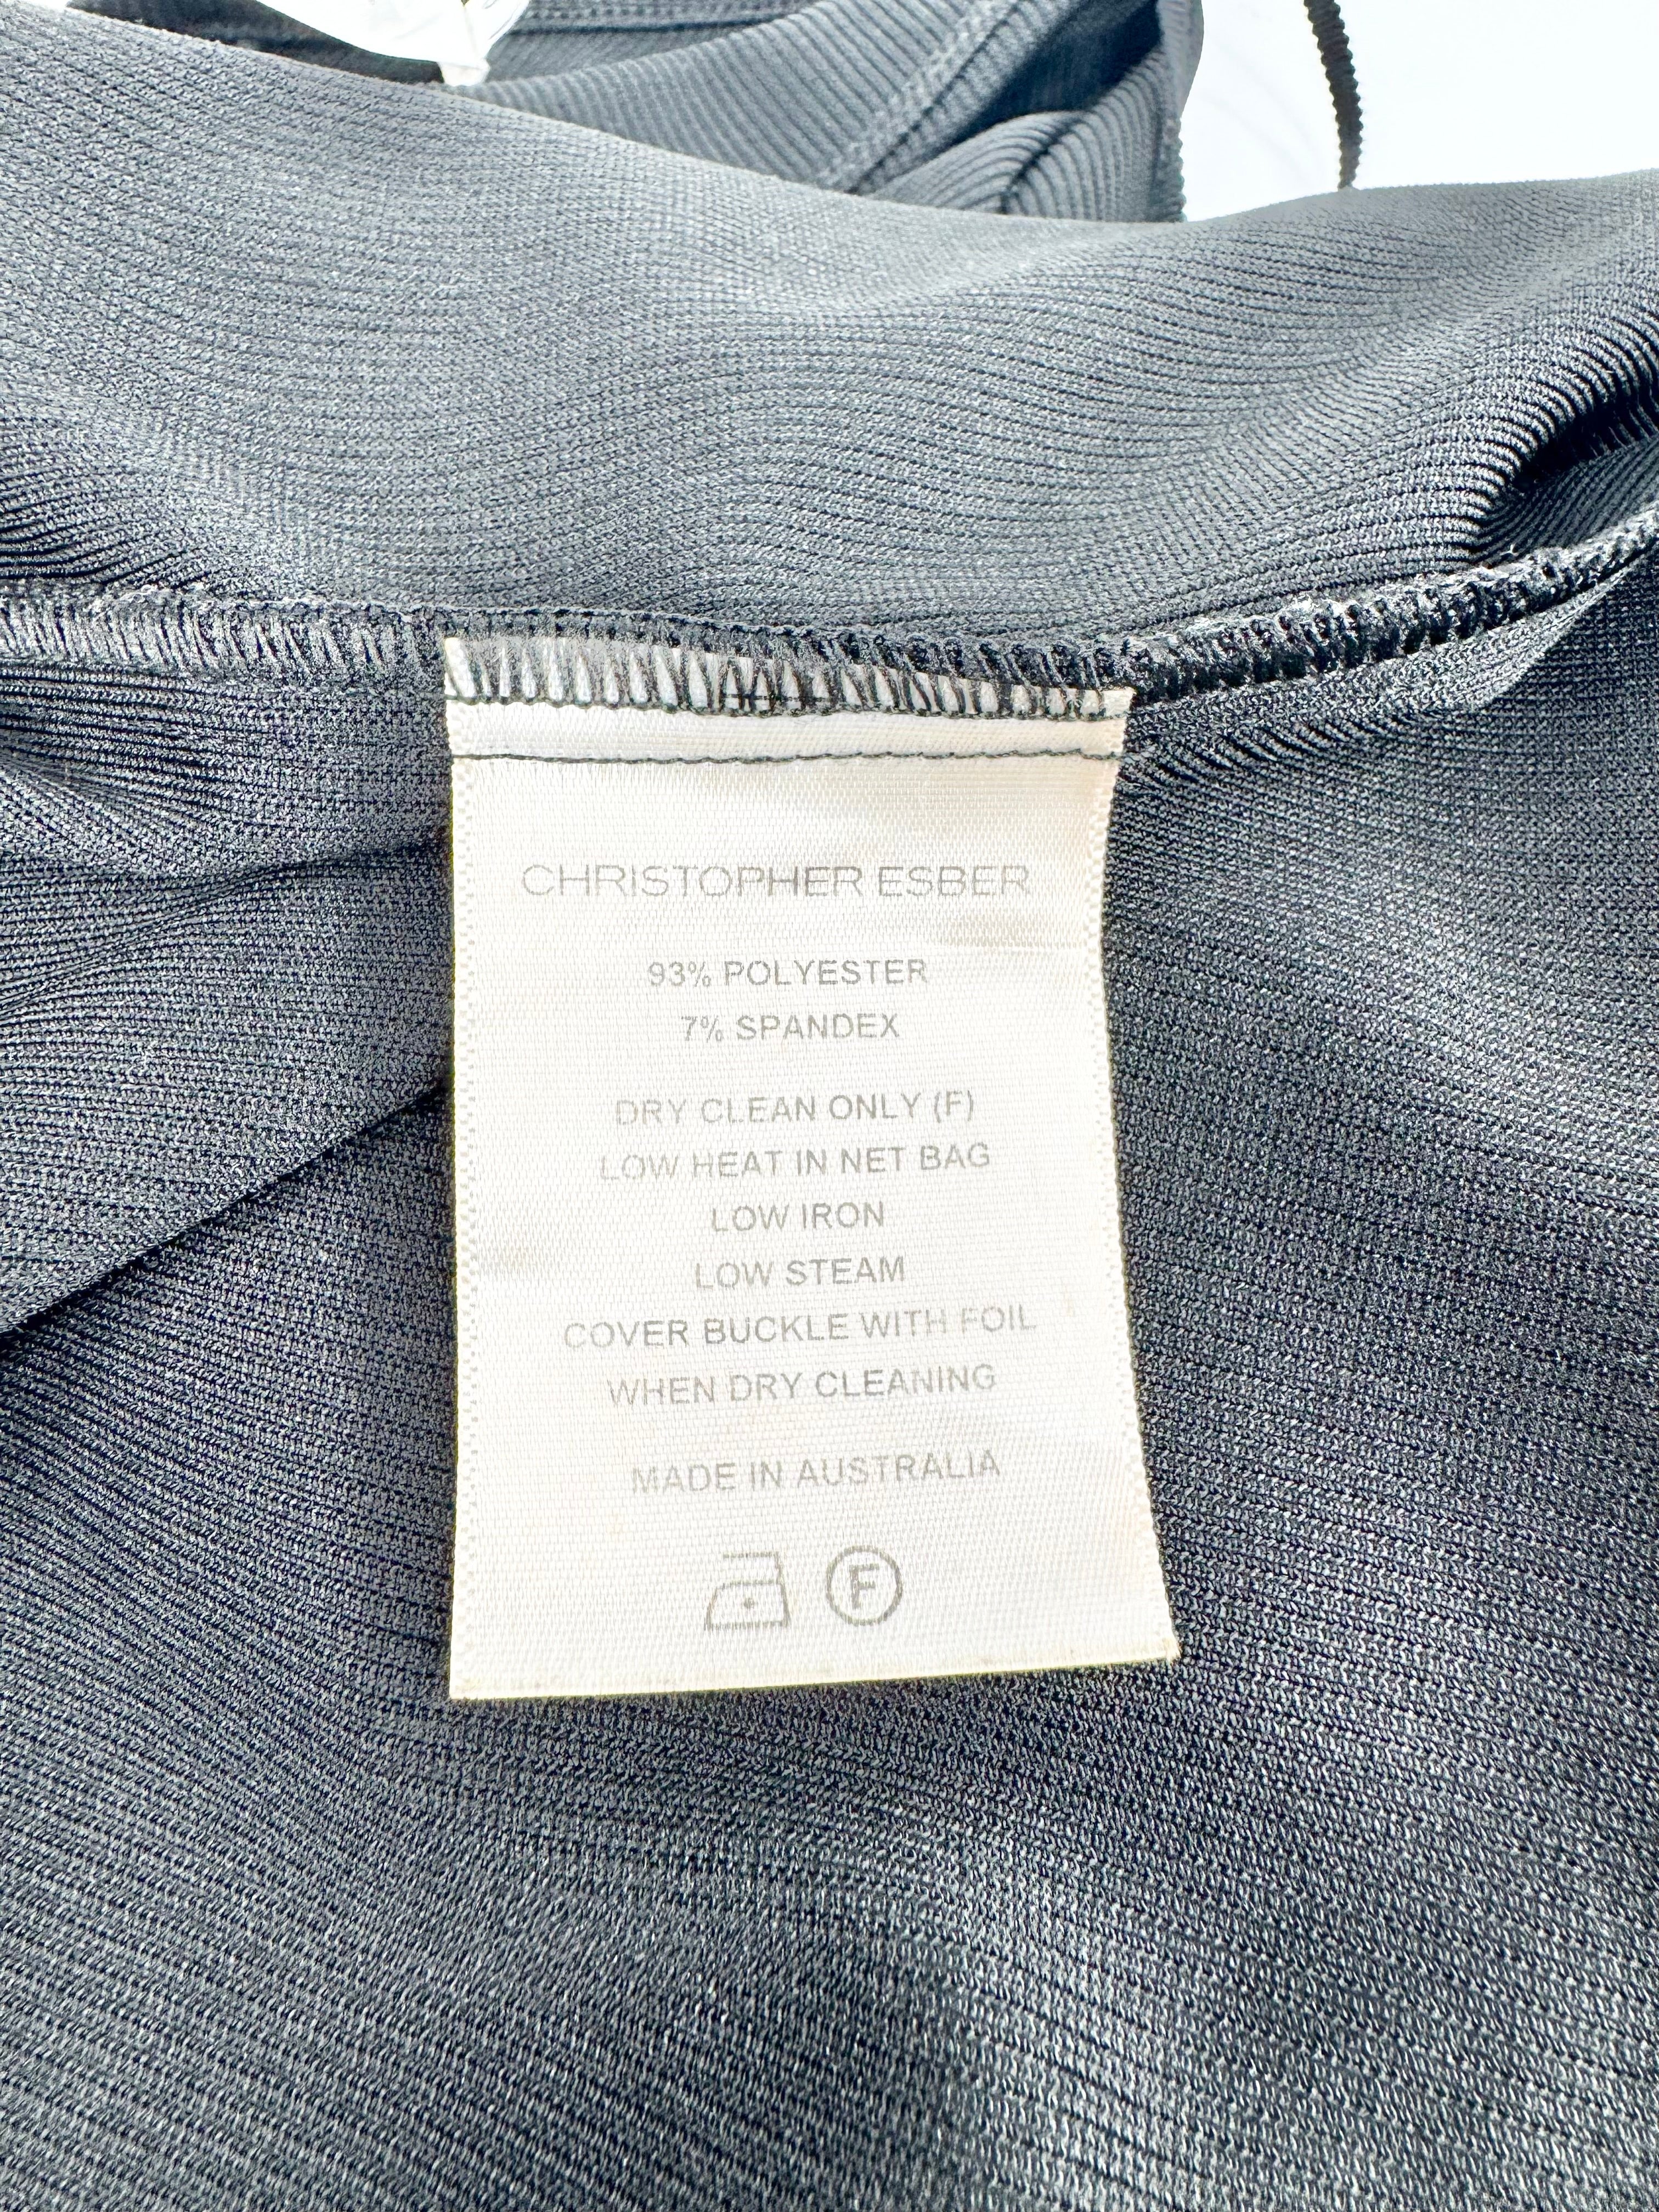 CHRISTOPHER ESBER
93% POLYESTER
7% SPANDEX
DRY CLEAN ONLY (F)
LOW HEAT IN NET BAG
LOW IRON
LOW STEAM
COVER BUCKLE WITH FOIL
WHEN DRY CLEANING
MADE IN AUSTRALIA
F